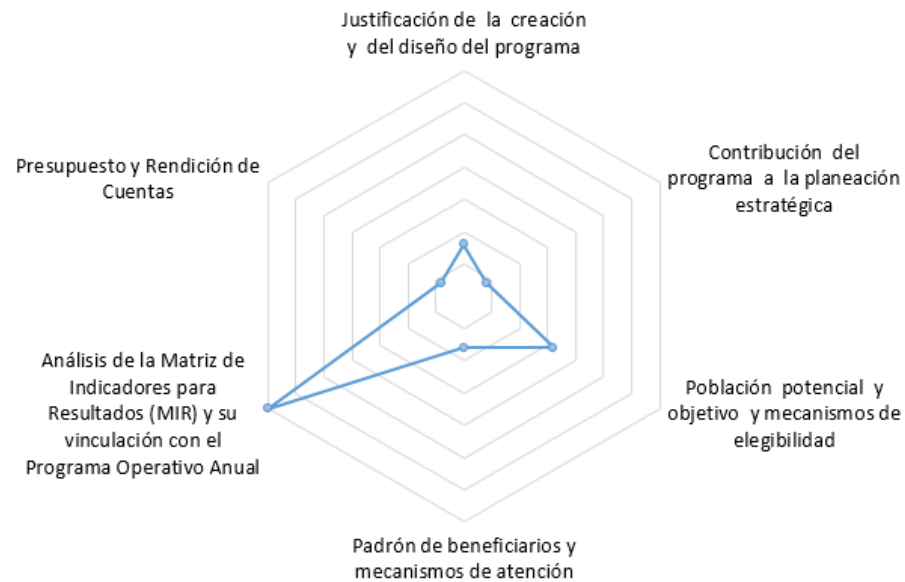 Justificación de la creación
y del diseño del programa
Contribución del
programa a la planeación
estratégica
Población potencial y
objetivo y mecanismos de
elegibilidad
Padrón de beneficiarios y
mecanismos de atención
Análisis de la Matriz de
Indicadores para
Resultados (MIR) y su
vinculación con el
Programa Operativo Anual
Presupuesto y Rendición de
Cuentas